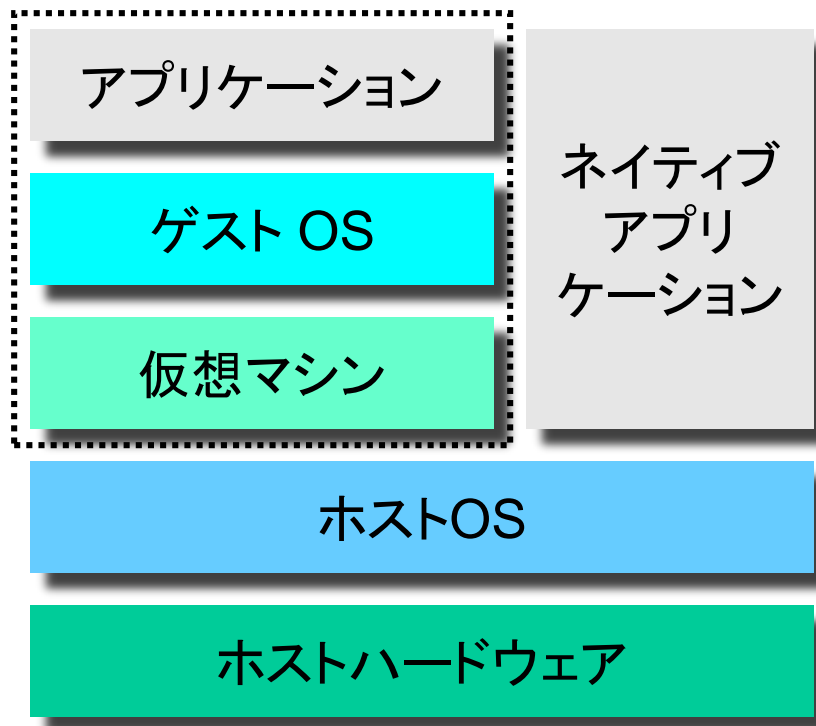 アプリケーション
ゲスト OS
仮想マシン
ネイティブ
アプリ
ケーション
ホストOS
ホストハードウェア